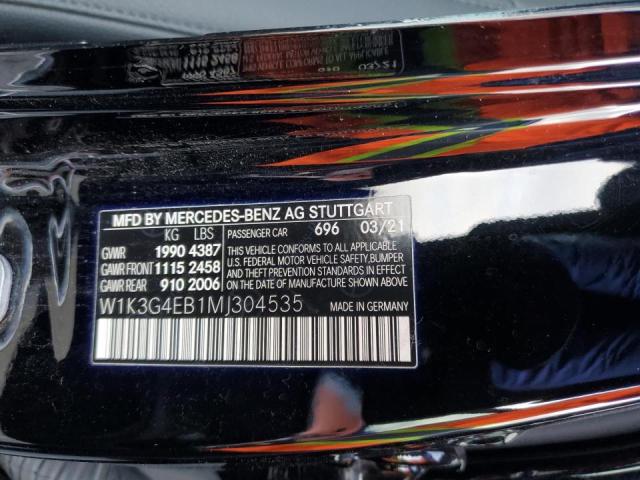 MFD BY MERCEDES-BENZ AG STUTTGART
KG LBS PASSENGER CAR 696 03/21
GVWR 1990 4387 THIS VEHICLE CONFORMS TO ALL APPLICABLE
GAWR FRONT 1115 2458 U.S. FEDERAL MOTOR VEHICLE SAFETY,
BUMPER, AND THEFT PREVENTION STANDARDS IN EFFECT
GAWR REAR 910 2006 ON THE DATE OF MANUFACTURE SHOWN ABOVE
W1K3G4EB1MJ304535
MADE IN GERMANY